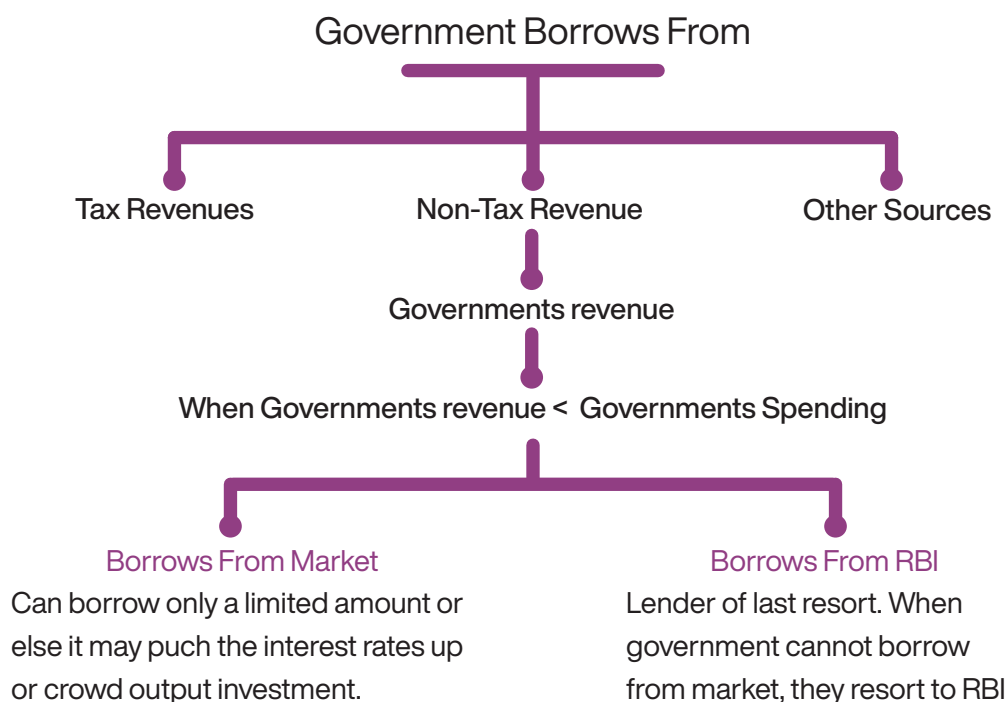 Government Borrows From
Tax Revenues
Non-Tax Revenue
Other Sources
Governments revenue
When Governments revenue < Governments Spending
Borrows From Market
Can borrow only a limited amount or
else it may puch the interest rates up
or crowd output investment.
Borrows From RBI
Lender of last resort. When
government cannot borrow
from market, they resort to RBI